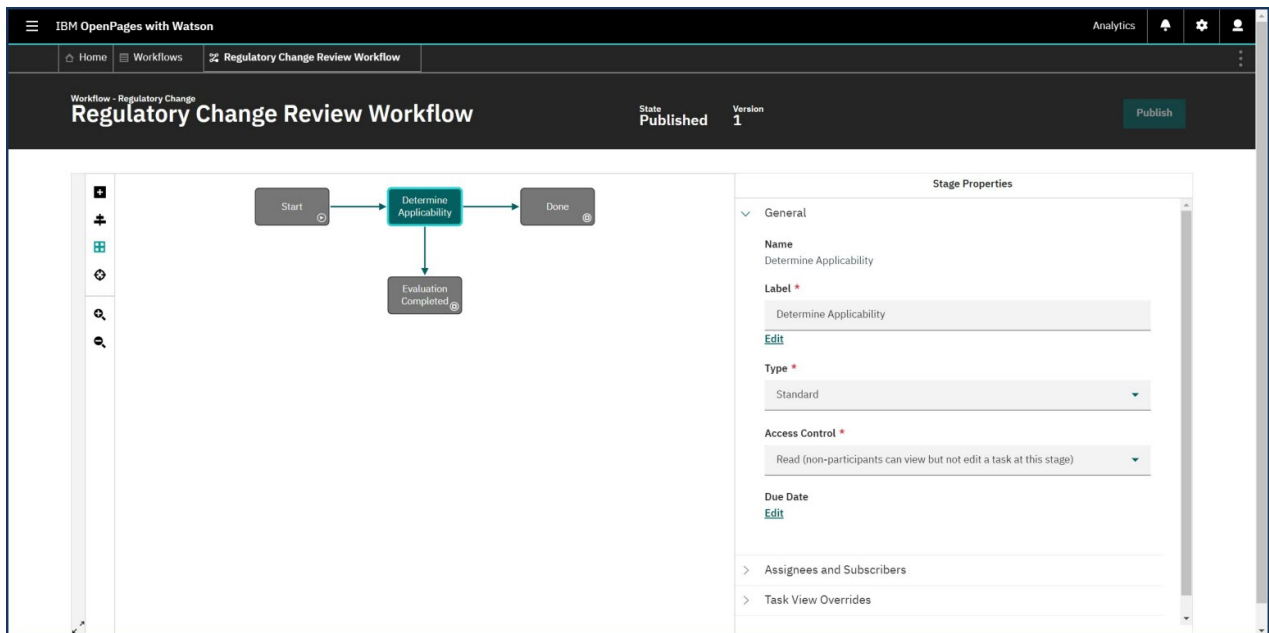 IBM OpenPages with Watson
Analytics
Home
Workflows
Regulatory Change Review Workflow
Workflow - Regulatory Change
Regulatory Change Review Workflow
State
Published
Version
1
Publish
Start
Determine
Applicability
Done
Evaluation
Completed
Stage Properties
General
Name
Determine Applicability
Label *
Determine Applicability
Edit
Type *
Standard
Access Control *
Read (non-participants can view but not edit a task at this stage)
Due Date
Edit
Assignees and Subscribers
Task View Overrides